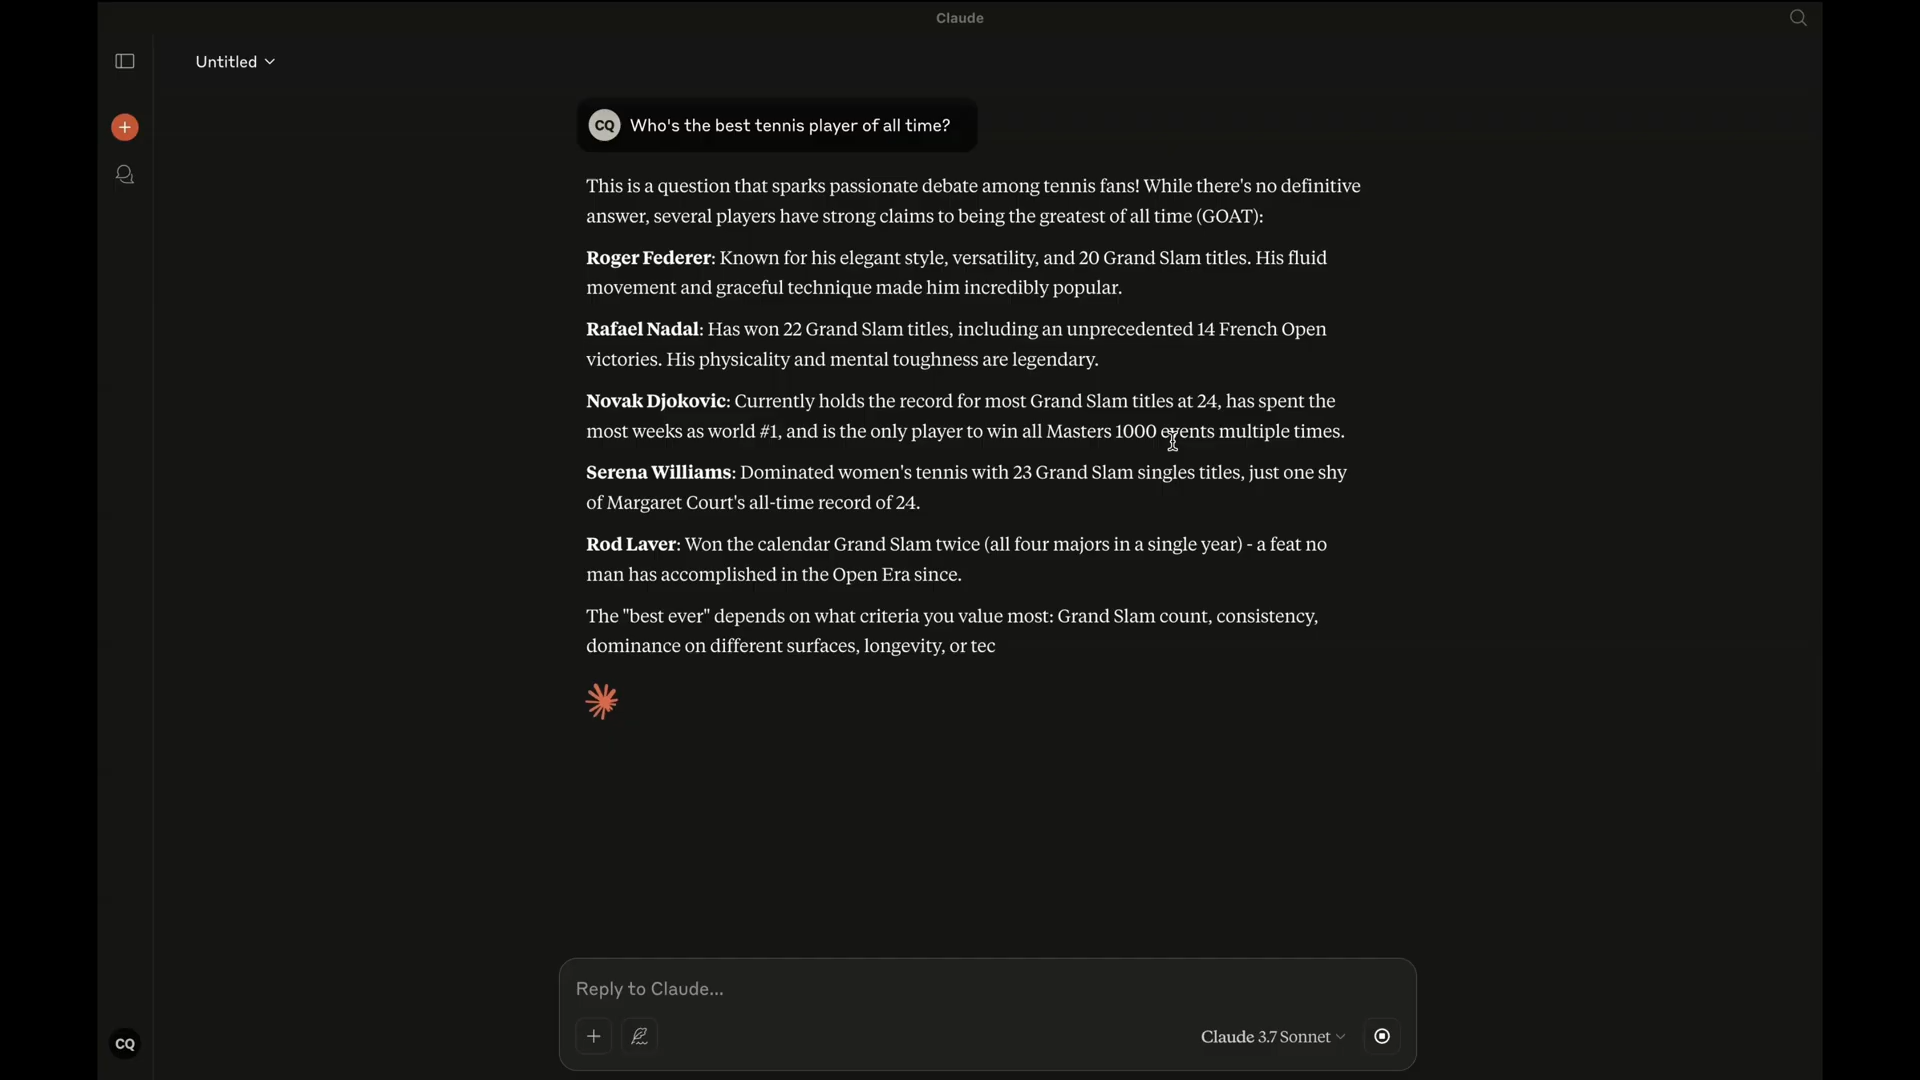 Claude
Untitled
CQ Who's the best tennis player of all time?
This is a question that sparks passionate debate among tennis fans! While there's no definitive
answer, several players have strong claims to being the greatest of all time (GOAT):
Roger Federer: Known for his elegant style, versatility, and 20 Grand Slam titles. His fluid
movement and graceful technique made him incredibly popular.
Rafael Nadal: Has won 22 Grand Slam titles, including an unprecedented 14 French Open
victories. His physicality and mental toughness are legendary.
Novak Djokovic: Currently holds the record for most Grand Slam titles at 24, has spent the
most weeks as world #1, and is the only player to win all Masters 1000 events multiple times.
Serena Williams: Dominated women's tennis with 23 Grand Slam singles titles, just one shy
of Margaret Court's all-time record of 24.
Rod Laver: Won the calendar Grand Slam twice (all four majors in a single year) - a feat no
man has accomplished in the Open Era since.
The "best ever" depends on what criteria you value most: Grand Slam count, consistency,
dominance on different surfaces, longevity, or tec
Reply to Claude...
Claude 3.7 Sonnet
CQ